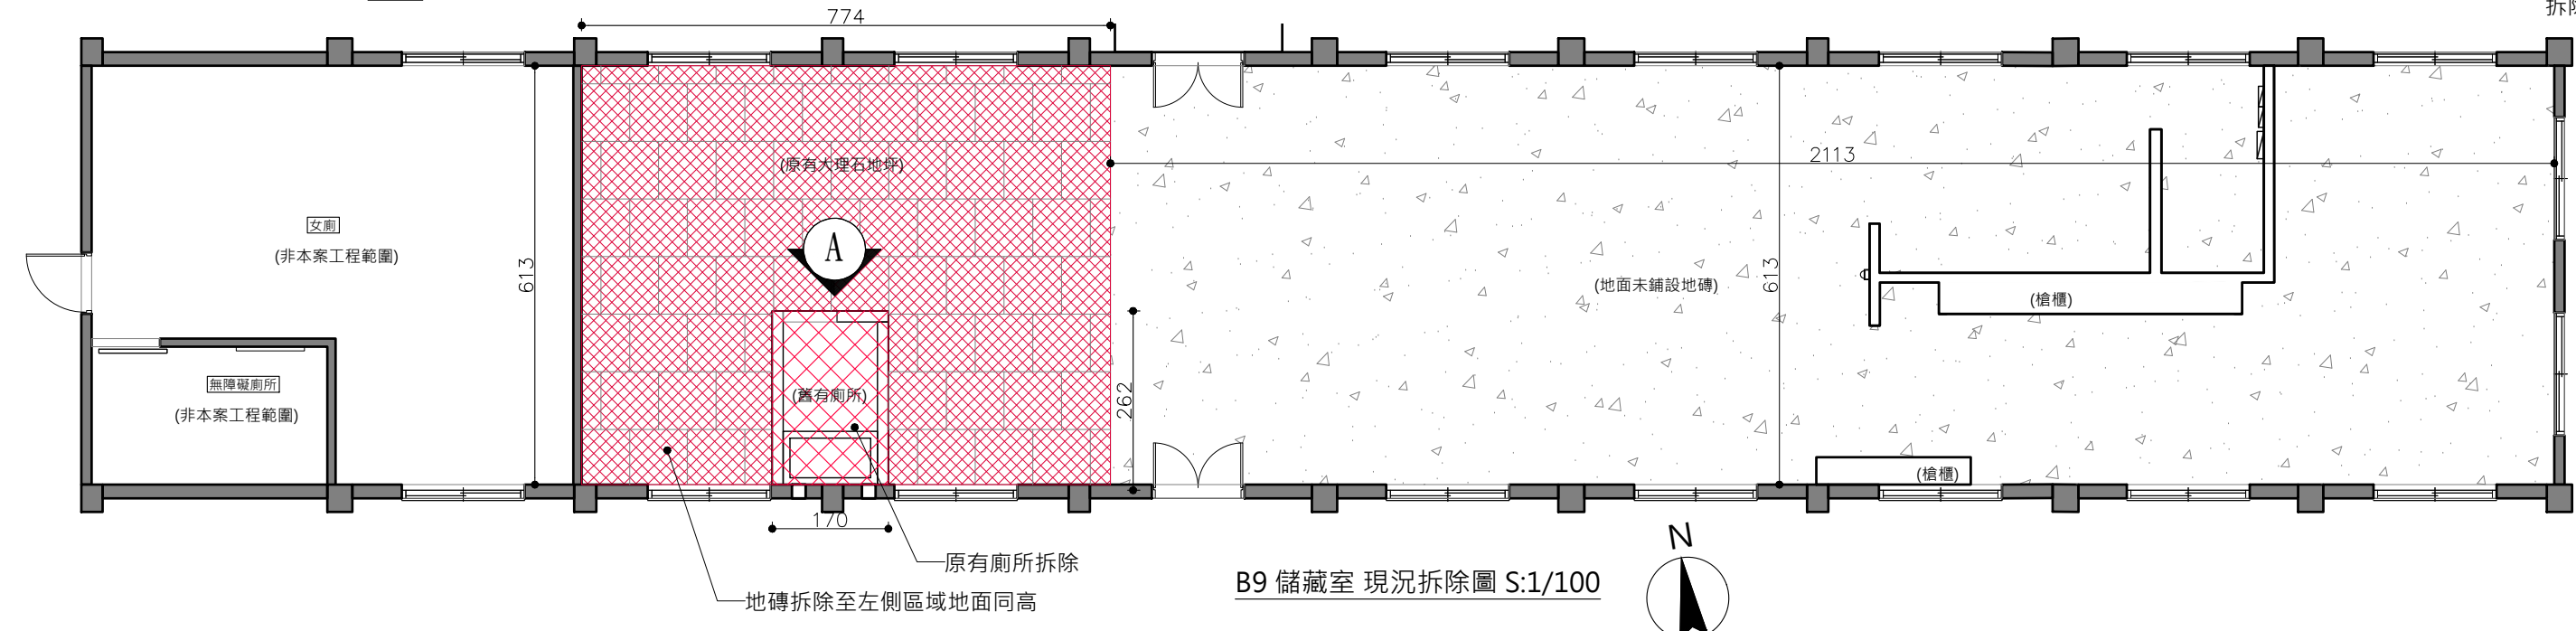 拆除
774
(原有大理石地坪)
2113
女廁
(非本案工程範圍)
A
613
613
(地面未鋪設地磚)
(槍櫃)
無障礙廁所
(非本案工程範圍)
(舊有廁所)
262
(槍櫃)
170
原有廁所拆除
地磚拆除至左側區域地面同高
B9 儲藏室 現況拆除圖 S:1/100
N